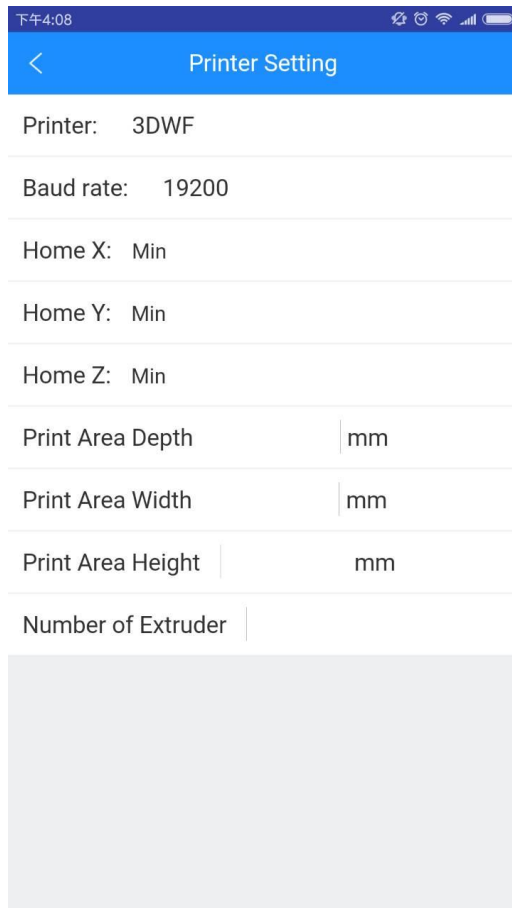 下午4:08
Printer Setting
Printer: 3DWF
Baud rate: 19200
Home X: Min
Home Y: Min
Home Z: Min
Print Area Depth mm
Print Area Width mm
Print Area Height mm
Number of Extruder